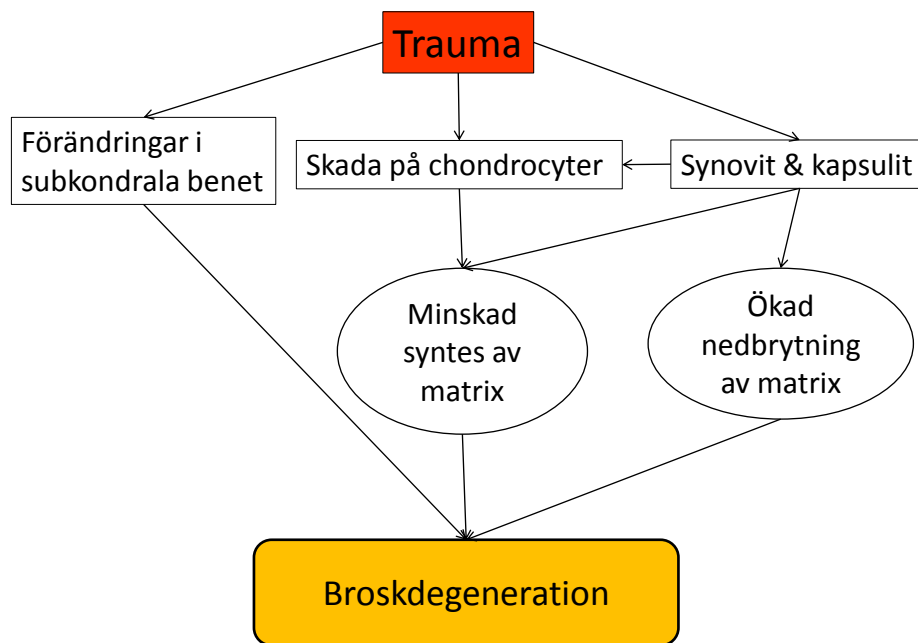 Trauma
Förändringar i
subkondrala benet
Skada på chondrocyter
Synovit & kapsulit
Minskad
syntes av
matrix
Ökad
nedbrytning
av matrix
Broskdegeneration